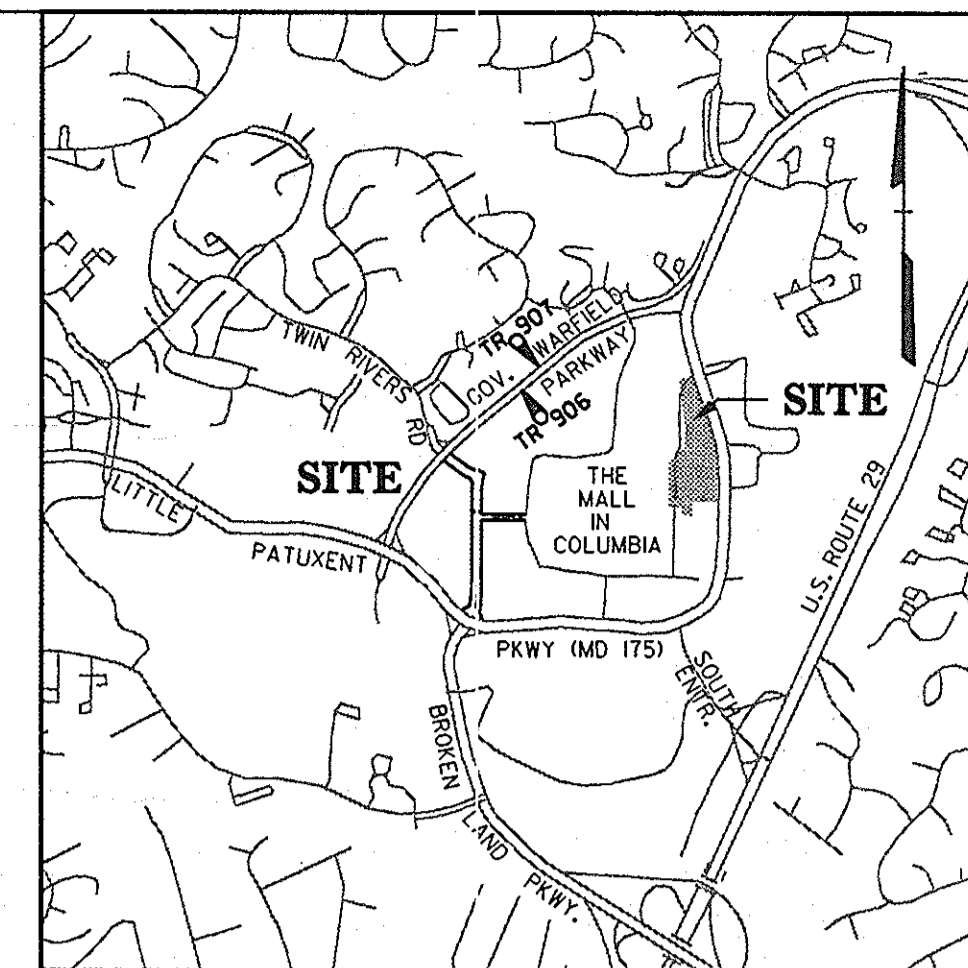 TR 907
WARFIELD
GOV.
PARKWAY
TR 906
TWIN RIVERS
RD
SITE
SITE
THE
MALL
IN
COLUMBIA
LITTLE
PATUXENT
PKWY (MD 175)
U.S. ROUTE 29
SOUTH
ENTR.
BROKEN
LAND
PKWY.